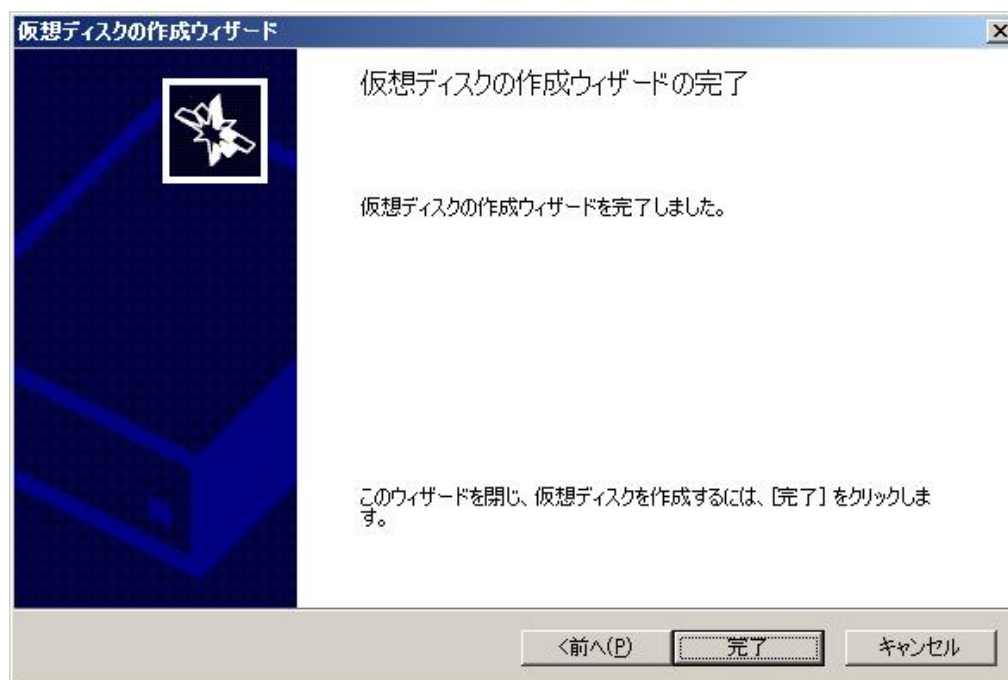 仮想ディスクの作成ウィザード
仮想ディスクの作成ウィザードの完了
仮想ディスクの作成ウィザードを完了しました。
このウィザードを閉じ、仮想ディスクを作成するには、[完了] をクリックしま
す。
<前へ(P)
完了
キャンセル